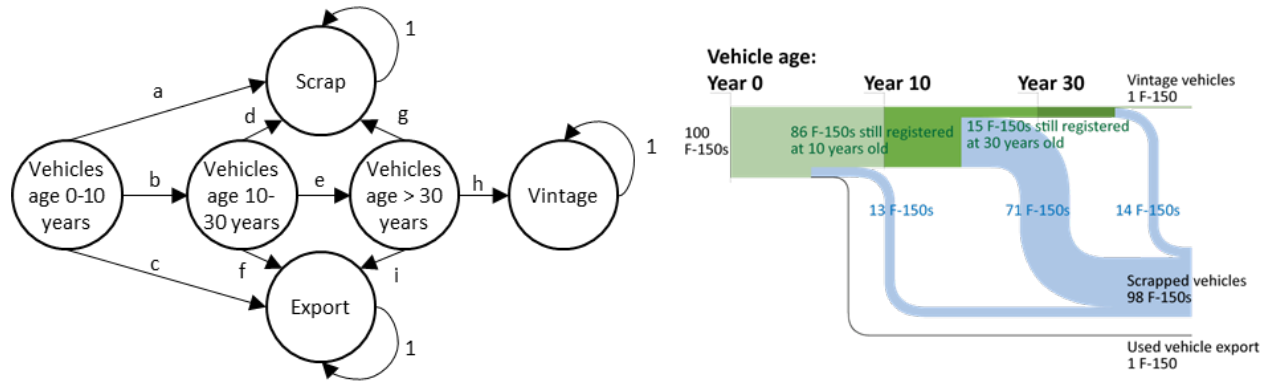 Scrap
1
a
d
g
Vehicles
age 0-10
years
b
Vehicles
age 10-
30 years
e
Vehicles
age > 30
years
h
Vintage
1
c
f
i
Export
1
Vehicle age:
Year 0
Year 10
Year 30
Vintage vehicles
1 F-150
100
F-150s
86 F-150s still registered
at 10 years old
15 F-150s still registered
at 30 years old
13 F-150s
71 F-150s
14 F-150s
Scrapped vehicles
98 F-150s
Used vehicle export
1 F-150